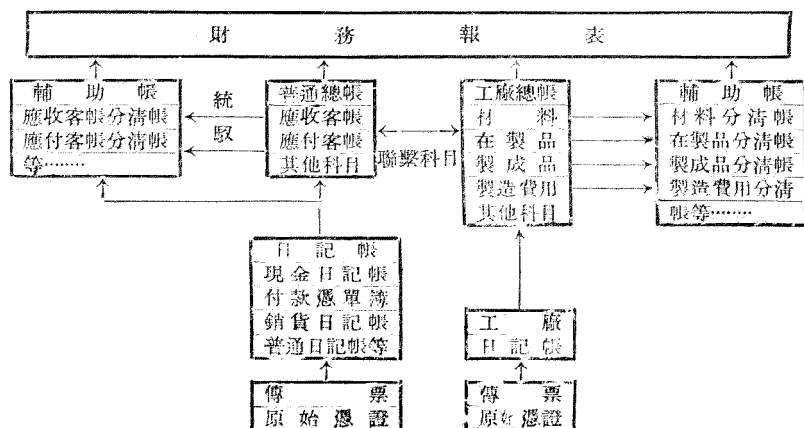 財務報表
輔助帳
應收客帳分清帳
應付客帳分清帳
等………
統
馭
普通總帳
應收客帳
應付客帳
其他科目
聯繫科目
工廠總帳
材料
在製品
製成品
製造費用
其他科目
輔助帳
材料分清帳
在製品分清帳
製成品分清帳
製造費用分清
帳等………
日記帳
現金日記帳
付款憑單簿
銷貨日記帳
普通日記帳等
工廠
日記帳
傳票
原始憑證
傳票
原始憑證